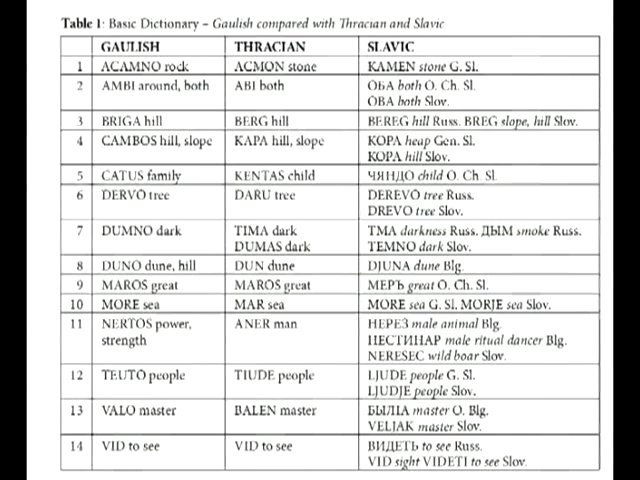 Table 1: Basic Dictionary – Gaulish compared with Thracian and Slavic
GAULISH THRACIAN SLAVIC
1 ACAMNO rock ACMON stone KAMEN stone G. Sl.
2 AMBI around, both ABI both ОБА both O. Ch. Sl.
OBA both Slov.
3 BRIGA hill BERG hill BEREG hill Russ. BREG slope, hill Slov.
4 CAMBOS hill, slope KAPA hill, slope KOPA heap Gen. Sl.
KOPA hill Slov.
5 CATUS family KENTAS child ЧЯНДО child O. Ch Sl.
6 DERVO tree DARU tree DEREVO tree Russ.
DREVO tree Slov.
7 DUMNO dark TIMA dark ТМА darkness Russ. ДЫМ smoke Russ.
DUMAS dark TEMNO dark Slov.
8 DUNO dune, hill DUN dune DJUNA dune Blg.
9 MAROS great MAROS great МЕРЪ great O. Ch. Sl.
10 MORE sea MAR sea MORE sea G. Sl. MORJE sea Slov.
11 NERTOS power, ANER man НЕРЕЗ male animal Blg.
strength НЕСТИНАР male ritual dancer Blg.
NERESEC wild boar Slov.
12 TEUTO people TIUDE people LJUDE people G. Sl.
LJUDJE people Slov.
13 VALO master BALEN master master O. Blg.
VELJAK master Slov.
14 VID to see VID to see ВИДЕТЬ to see Russ.
VID sight VIDETI to see Slov.